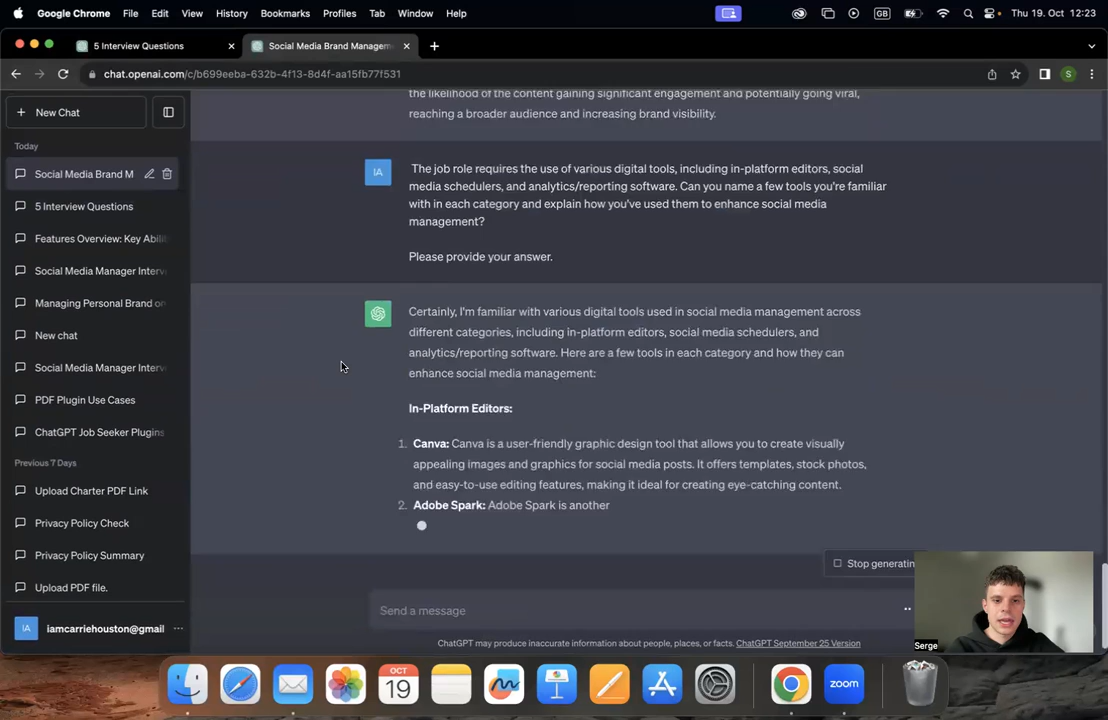 Google Chrome File Edit View History Bookmarks Profiles Tab Window Help GB Thu 19. Oct 12:23
5 Interview Questions
Social Media Brand Managem
chat.openai.com/c/b699eeba-632b-4f13-8d4f-aa15fb77f531
S
New Chat
Today
Social Media Brand M
5 Interview Questions
Features Overview: Key Abili
Social Media Manager Interv
Managing Personal Brand on
New chat
Social Media Manager Interv
PDF Plugin Use Cases
ChatGPT Job Seeker Plugins
Previous 7 Days
Upload Charter PDF Link
Privacy Policy Check
Privacy Policy Summary
Upload PDF file.
IA iamcarriehouston@gmail
the likelihood of the content gaining significant engagement and potentially going viral,
reaching a broader audience and increasing brand visibility.
IA
The job role requires the use of various digital tools, including in-platform editors, social
media schedulers, and analytics/reporting software. Can you name a few tools you're familiar
with in each category and explain how you've used them to enhance social media
management?
Please provide your answer.
Certainly, I'm familiar with various digital tools used in social media management across
different categories, including in-platform editors, social media schedulers, and
analytics/reporting software. Here are a few tools in each category and how they can
enhance social media management:
In-Platform Editors:
1. Canva: Canva is a user-friendly graphic design tool that allows you to create visually
appealing images and graphics for social media posts. It offers templates, stock photos,
and easy-to-use editing features, making it ideal for creating eye-catching content.
2. Adobe Spark: Adobe Spark is another
Stop generatin
Send a message
ChatGPT may produce inaccurate information about people, places, or facts. ChatGPT September 25 Version
Serge
OCT
19
zoom